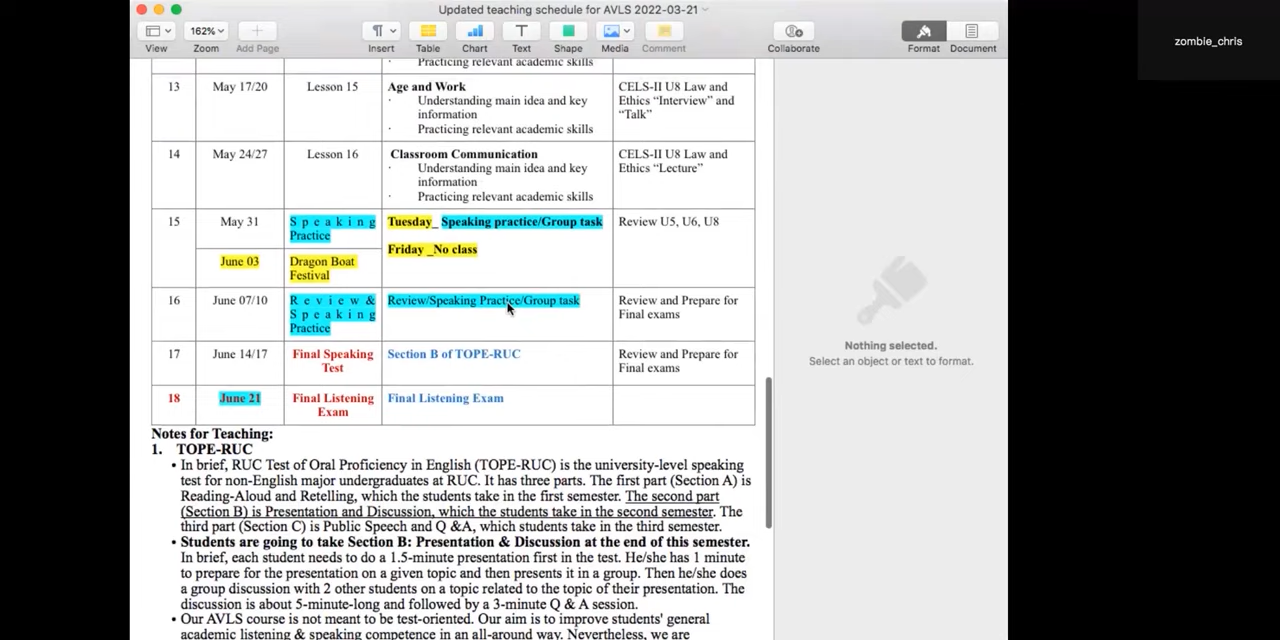 Updated teaching schedule for AVLS 2022-03-21
162%
View
Zoom
Add Page
Insert
Table
Chart
Text
Shape
Media
Comment
Collaborate
Format
Document
zombie_chris
· Practicing relevant academic skills
13
May 17/20
Lesson 15
Age and Work
· Understanding main idea and key
information
· Practicing relevant academic skills
CELS-II U8 Law and
Ethics “Interview” and
“Talk”
14
May 24/27
Lesson 16
Classroom Communication
· Understanding main idea and key
information
· Practicing relevant academic skills
CELS-II U8 Law and
Ethics “Lecture”
15
May 31
Speaking
Practice
Tuesday_ Speaking practice/Group task
Review U5, U6, U8
Friday _No class
June 03
Dragon Boat
Festival
16
June 07/10
Review &
Speaking
Practice
Review/Speaking Practice/Group task
Review and Prepare for
Final exams
17
June 14/17
Final Speaking
Test
Section B of TOPE-RUC
Review and Prepare for
Final exams
18
June 21
Final Listening
Exam
Final Listening Exam
Nothing selected.
Select an object or text to format.
Notes for Teaching:
1. TOPE-RUC
• In brief, RUC Test of Oral Proficiency in English (TOPE-RUC) is the university-level speaking
test for non-English major undergraduates at RUC. It has three parts. The first part (Section A) is
Reading-Aloud and Retelling, which the students take in the first semester. The second part
(Section B) is Presentation and Discussion, which the students take in the second semester. The
third part (Section C) is Public Speech and Q &A, which students take in the third semester.
• Students are going to take Section B: Presentation & Discussion at the end of this semester.
In brief, each student needs to do a 1.5-minute presentation first in the test. He/she has 1 minute
to prepare for the presentation on a given topic and then presents it in a group. Then he/she does
a group discussion with 2 other students on a topic related to the topic of their presentation. The
discussion is about 5-minute-long and followed by a 3-minute Q & A session.
• Our AVLS course is not meant to be test-oriented. Our aim is to improve students' general
academic listening & speaking competence in an all-around way. Nevertheless, we are